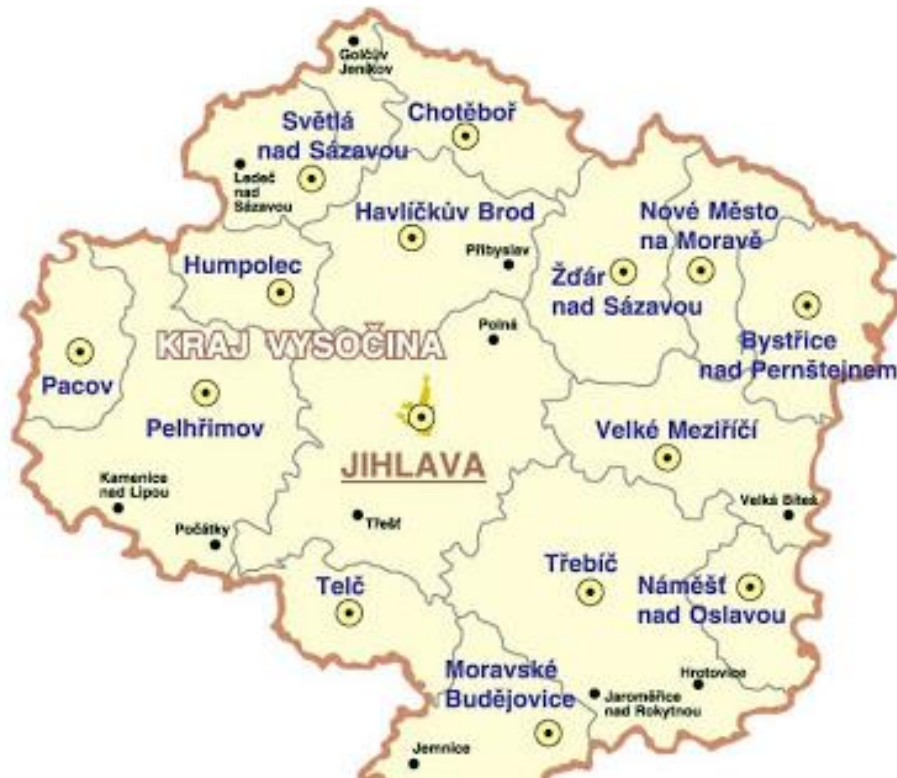 Golčův
Jeníkov
Chotěboř
Světlá
nad Sázavou
Ledeč
nad
Sázavou
Havlíčkův Brod
Přibyslav
Nové Město
na Moravě
Humpolec
Žďár
nad Sázavou
Polná
KRAJ VYSOČINA
Bystřice
nad Pernštejnem
Pacov
Pelhřimov
Velké Meziříčí
JIHLAVA
Kamenice
nad Lipou
Velká Bíteš
Počátky
Třešť
Třebíč
Telč
Náměšť
nad Oslavou
Moravské
Budějovice
Hrotovice
Jaroměřice
nad Rokytnou
Jemnice